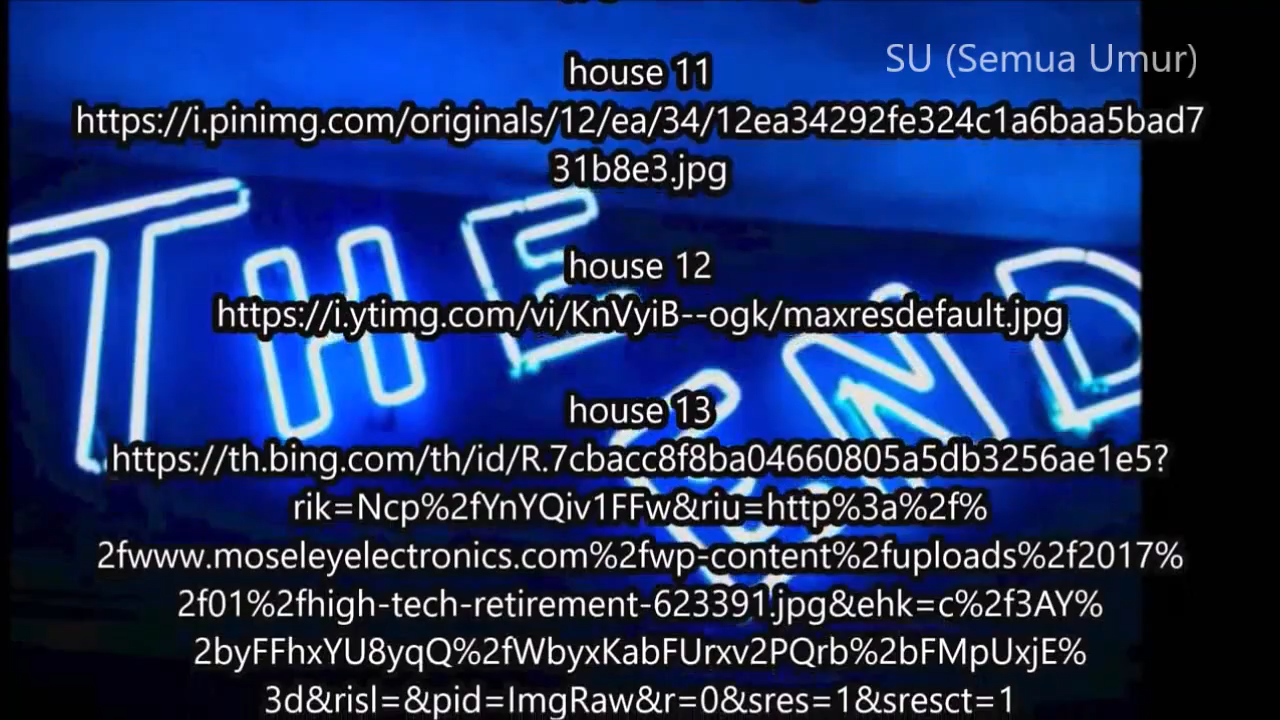 SU (Semua Umur)
house 11
https://i.pinimg.com/originals/12/ea/34/12ea34292fe324c1a6baa5bad7
31b8e3.jpg
THE
house 12
https://i.ytimg.com/vi/KnVyiB--ogk/maxresdefault.jpg
END
house 13
https://th.bing.com/th/id/R.7cbacc8f8ba04660805a5db3256ae1e5?
rik=Ncp%2fYnYQiv1FFw&riu=http%3a%2f%
2fwww.moseleyelectronics.com%2fwp-content%2fuploads%2f2017%
2f01%2fhigh-tech-retirement-623391.jpg&ehk=c%2f3AY%
2byFFhxYU8yqQ%2fWbyxKabFUrxv2PQrb%2bFMpUxjE%
3d&risl=&pid=ImgRaw&r=0&sres=1&sresct=1